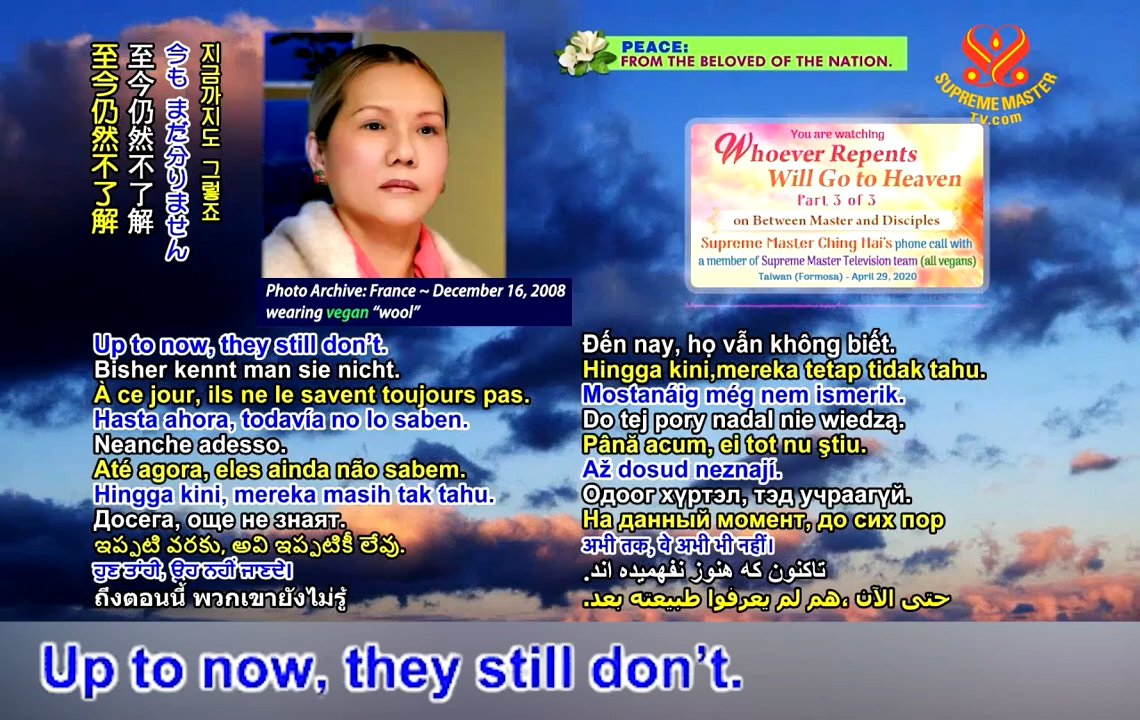 至今仍然不了解
至今仍然不了解
今も まだ分りません
지금까지도 그렇죠
PEACE:
FROM THE BELOVED OF THE NATION.
SUPREME MASTER
TV.com
You are watching
Whoever Repents
Will Go to Heaven
Part 3 of 3
on Between Master and Disciples
Supreme Master Ching Hai's phone call with
a member of Supreme Master Television team (all vegans)
Taiwan (Formosa) - April 29, 2020
Photo Archive: France ~ December 16, 2008
wearing vegan “wool”
Up to now, they still don’t.
Bisher kennt man sie nicht.
À ce jour, ils ne le savent toujours pas.
Hasta ahora, todavía no lo saben.
Neanche adesso.
Até agora, eles ainda não sabem.
Hingga kini, mereka masih tak tahu.
Досега, още не знаят.
ఇప్పటి వరకు, అవి ఇప్పటికీ లేవు.
ਹੁਣ ਤਾਂਈ, ਉਹ ਨਹੀਂ ਜਾਣਦੇ।
ถึงตอนนี้ พวกเขายังไม่รู้
Đến nay, họ vẫn không biết.
Hingga kini,mereka tetap tidak tahu.
Mostanáig még nem ismerik.
Do tej pory nadal nie wiedzą.
Până acum, ei tot nu ştiu.
Až dosud neznají.
Одоог хүртэл, тэд учраагүй.
На данный момент, до сих пор
अभी तक, वे अभी भी नहीं।
تاکنون که هنوز نفهمیده اند.
حتى الآن ،هم لم يعرفوا طبيعته بعد.
Up to now, they still don’t.